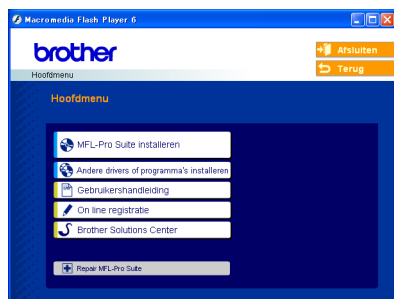 Macromedia Flash Player 6
brother
Afsluiten
Terug
Hoofdmenu
Hoofdmenu
MFL-Pro Suite installeren
Andere drivers of programma's installeren
Gebruikershandleiding
On line registratie
Brother Solutions Center
Repair MFL-Pro Suite